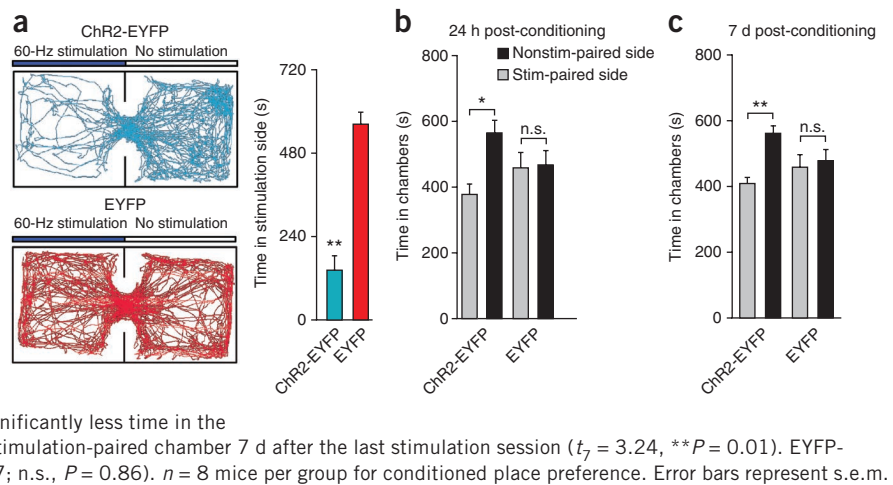 a
ChR2-EYFP
60-Hz stimulation No stimulation
EYFP
60-Hz stimulation No stimulation
Time in stimulation side (s)
720
480
240
0
**
ChR2-EYFP
EYFP
b
24 h post-conditioning
Nonstim-paired side
Stim-paired side
Time in chambers (s)
800
600
400
200
0
*
n.s.
ChR2-EYFP
EYFP
c
7 d post-conditioning
Time in chambers (s)
800
600
400
200
0
**
n.s.
ChR2-EYFP
EYFP
nificantly less time in the
timulation-paired chamber 7 d after the last stimulation session (t7 = 3.24, **P = 0.01). EYFP-
7; n.s., P = 0.86). n = 8 mice per group for conditioned place preference. Error bars represent s.e.m.